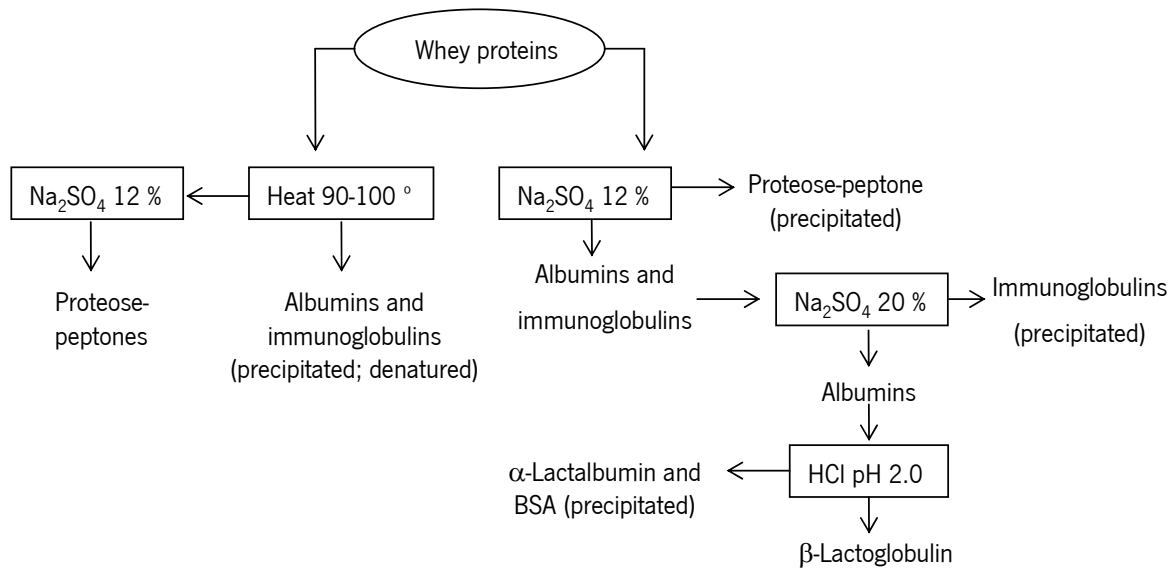 Whey proteins
Na₂SO₄ 12 %
Heat 90-100 º
Na₂SO₄ 12 %
Proteose-peptone
(precipitated)
Proteose-
peptones
Albumins and
immunoglobulins
(precipitated; denatured)
Albumins and
immunoglobulins
Na₂SO₄ 20 %
Immunoglobulins
(precipitated)
Albumins
HCl pH 2.0
α-Lactalbumin and
BSA (precipitated)
β-Lactoglobulin